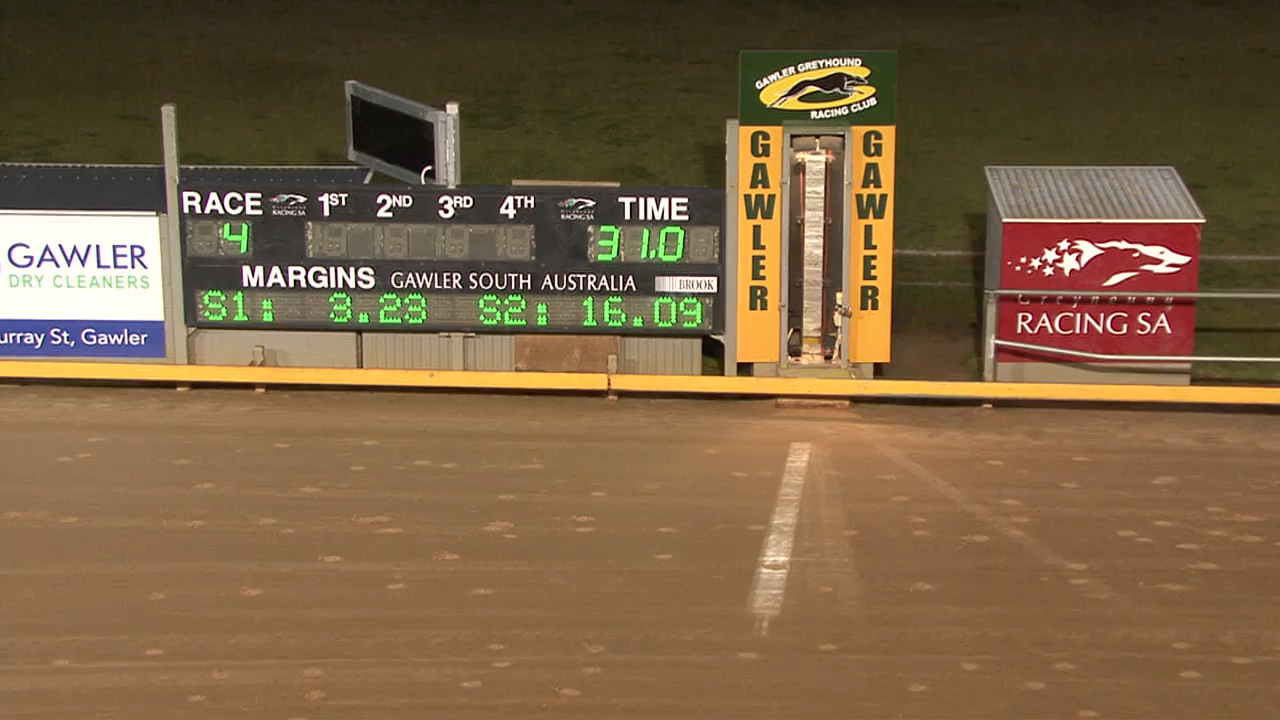 GAWLER GREYHOUND
RACING CLUB
GAWLER
GAWLER
RACE
RACING SA
1ST
2ND
3RD
4TH
RACING SA
TIME
4
31.0
MARGINS
GAWLER SOUTH AUSTRALIA
BROOK
S1: 3.23 S2: 16.09
GAWLER
DRY CLEANERS
urray St, Gawler
Greyhound
RACING SA